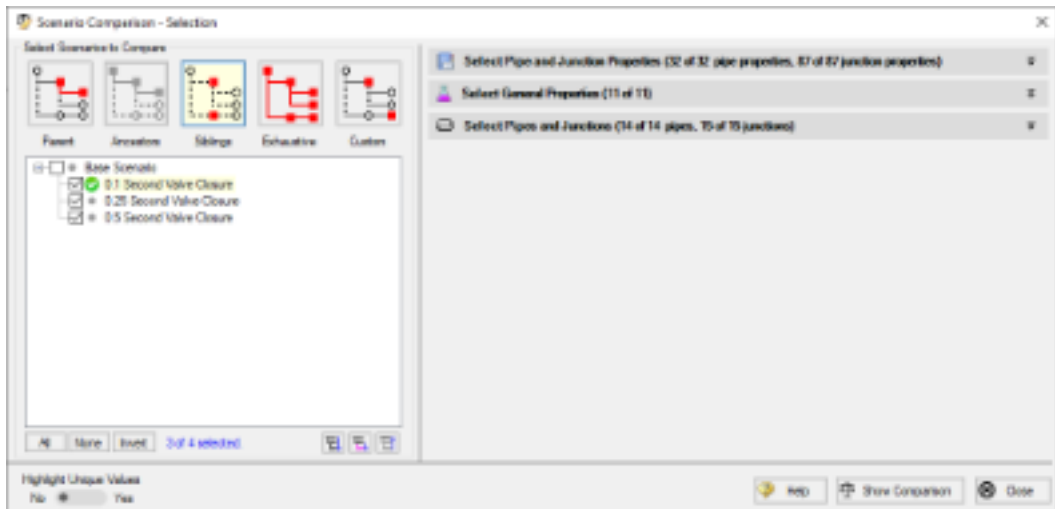 Scenario Comparison - Selection
Select Scenarios to Compare
Parent Ancestors Siblings Exhaustive Custom
Base Scenario
0.1 Second Valve Closure
0.25 Second Valve Closure
0.5 Second Valve Closure
All None Invert 3 of 4 selected.
Select Pipe and Junction Properties (32 of 32 pipe properties, 87 of 87 junction properties)
Select General Properties (11 of 11)
Select Pipes and Junctions (14 of 14 pipes, 15 of 15 junctions)
Highlight Unique Values
No Yes
Help Show Comparison Close